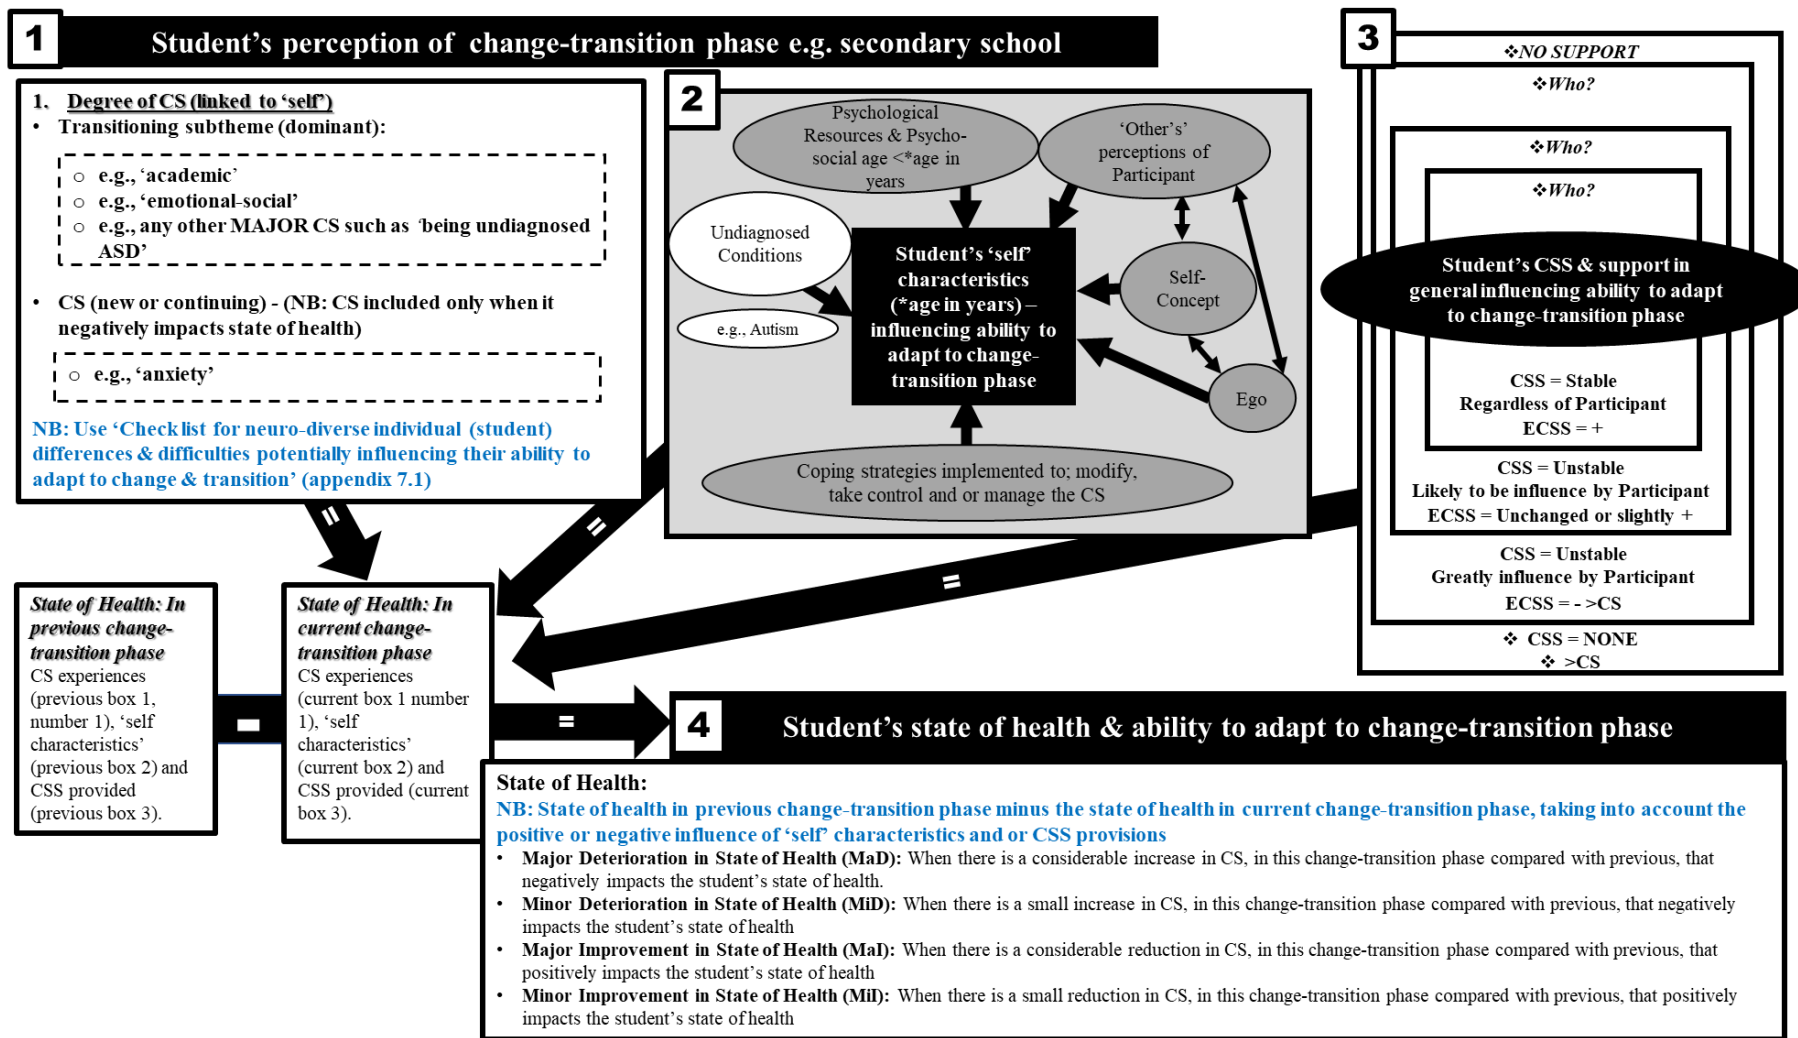 1
Student's perception of change-transition phase e.g. secondary school
1. Degree of CS (linked to 'self')
• Transitioning subtheme (dominant):
o e.g., 'academic'
o e.g., 'emotional-social'
o e.g., any other MAJOR CS such as 'being undiagnosed
ASD'
• CS (new or continuing) - (NB: CS included only when it
negatively impacts state of health)
o e.g., 'anxiety'
NB: Use 'Checklist for neuro-diverse individual (student)
differences & difficulties potentially influencing their ability to
adapt to change & transition' (appendix 7.1)
2
Psychological
Resources & Psycho-
social age <*age in
years
'Other's'
perceptions of
Participant
Undiagnosed
Conditions
e.g., Autism
Student's 'self'
characteristics
(*age in years) –
influencing ability to
adapt to change-
transition phase
Self-
Concept
Ego
Coping strategies implemented to; modify,
take control and or manage the CS
3
❖NO SUPPORT
❖Who?
❖Who?
❖Who?
Student's CSS & support in
general influencing ability to adapt
to change-transition phase
CSS = Stable
Regardless of Participant
ECSS = +
CSS = Unstable
Likely to be influence by Participant
ECSS = Unchanged or slightly +
CSS = Unstable
Greatly influence by Participant
ECSS = - >CS
❖ CSS = NONE
❖ >CS
=
=
=
State of Health: In
previous change-
transition phase
CS experiences
(previous box 1,
number 1), 'self
characteristics'
(previous box 2) and
CSS provided
(previous box 3).
-
State of Health: In
current change-
transition phase
CS experiences
(current box 1 number
1), 'self
characteristics'
(current box 2) and
CSS provided (current
box 3).
=
4
Student's state of health & ability to adapt to change-transition phase
State of Health:
NB: State of health in previous change-transition phase minus the state of health in current change-transition phase, taking into account the
positive or negative influence of 'self' characteristics and or CSS provisions
• Major Deterioration in State of Health (MaD): When there is a considerable increase in CS, in this change-transition phase compared with previous, that
negatively impacts the student's state of health.
• Minor Deterioration in State of Health (MiD): When there is a small increase in CS, in this change-transition phase compared with previous, that negatively
impacts the student's state of health
• Major Improvement in State of Health (MaI): When there is a considerable reduction in CS, in this change-transition phase compared with previous, that
positively impacts the student's state of health
• Minor Improvement in State of Health (MiI): When there is a small reduction in CS, in this change-transition phase compared with previous, that positively
impacts the student's state of health